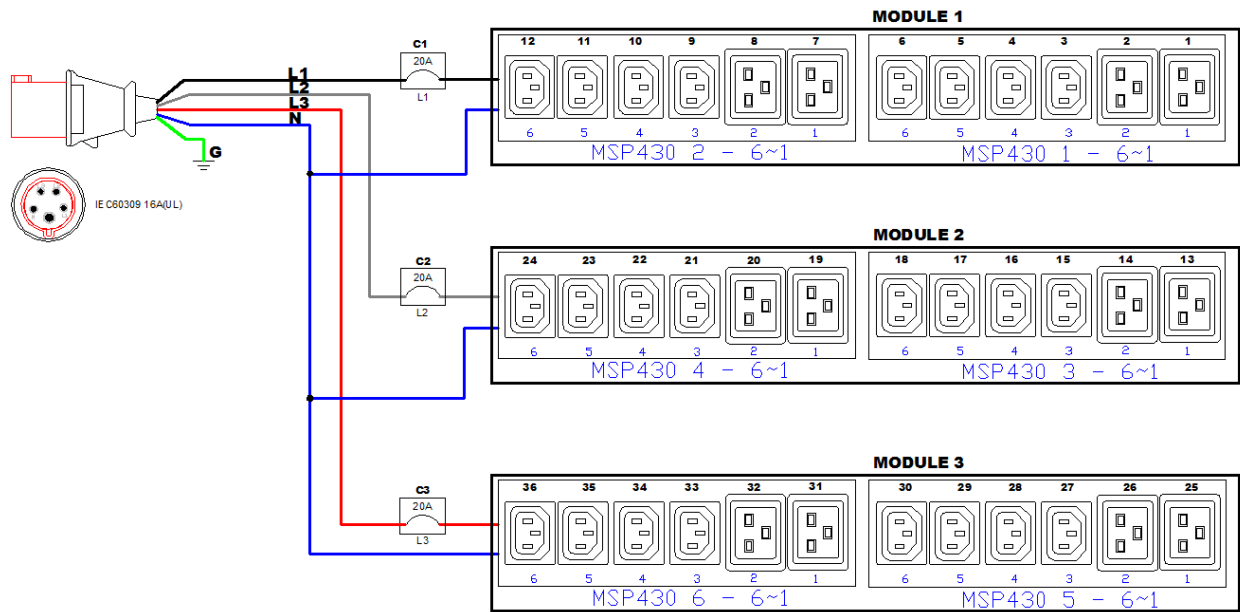 MODULE 1
C1
20A
L1
12 11 10 9 8 7 6 5 4 3 2 1
L1
L2
L3
N
G
6 5 4 3 2 1 6 5 4 3 2 1
MSP430 2 - 6~1 MSP430 1 - 6~1
IEC60309 16A(UL)
MODULE 2
C2
20A
L2
24 23 22 21 20 19 18 17 16 15 14 13
6 5 4 3 2 1 6 5 4 3 2 1
MSP430 4 - 6~1 MSP430 3 - 6~1
MODULE 3
C3
20A
L3
36 35 34 33 32 31 30 29 28 27 26 25
6 5 4 3 2 1 6 5 4 3 2 1
MSP430 6 - 6~1 MSP430 5 - 6~1